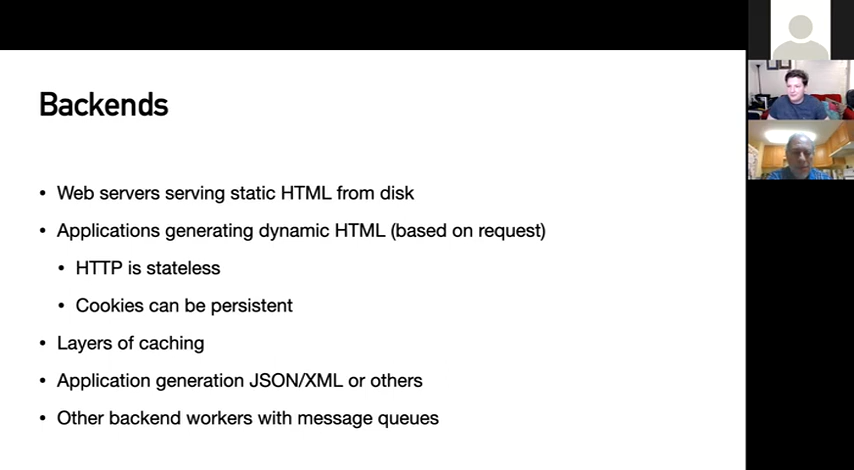 Backends
• Web servers serving static HTML from disk
• Applications generating dynamic HTML (based on request)
• HTTP is stateless
• Cookies can be persistent
• Layers of caching
• Application generation JSON/XML or others
• Other backend workers with message queues